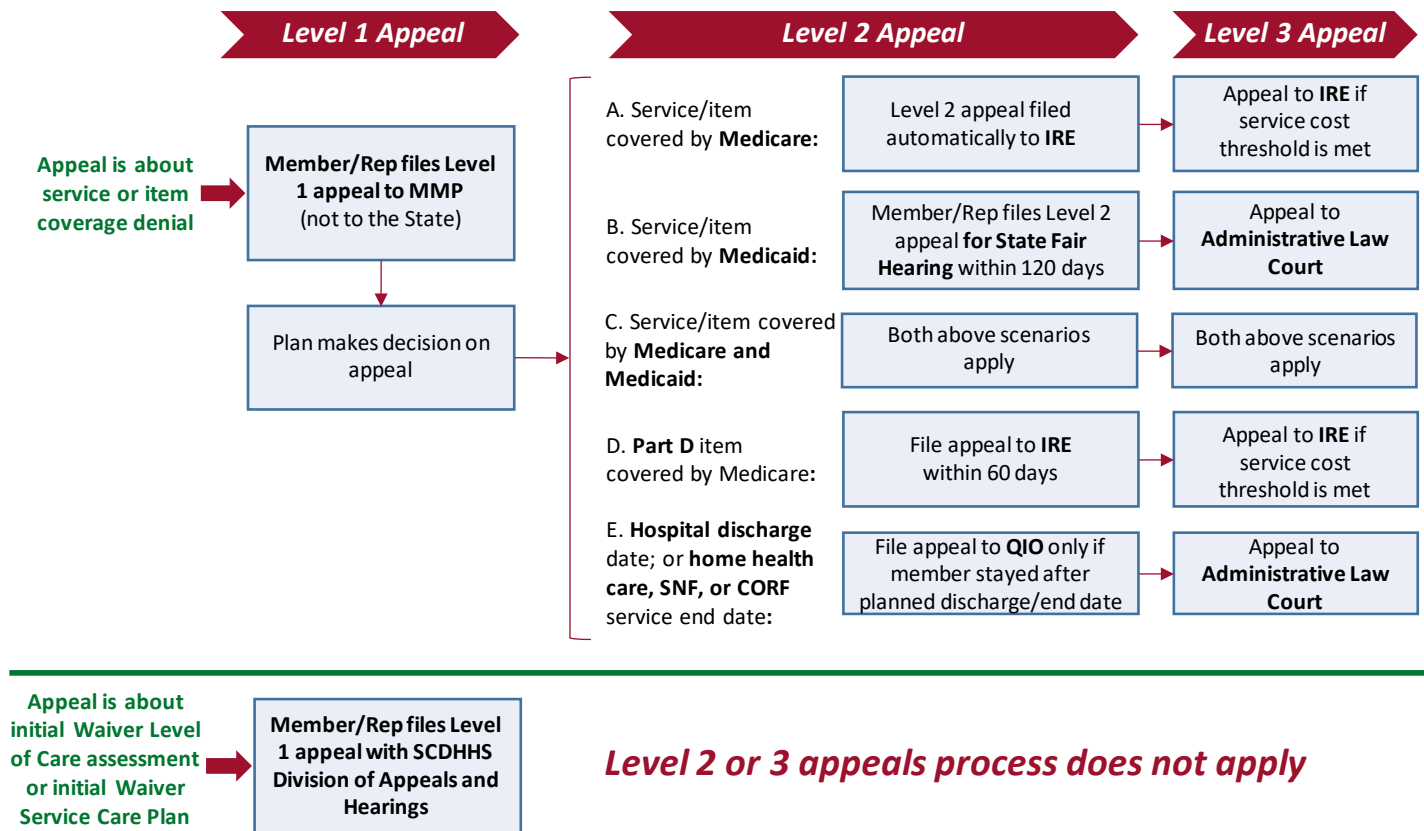 Level 1 Appeal
Level 2 Appeal
Level 3 Appeal
Appeal is about
service or item
coverage denial
Member/Rep files Level
1 appeal to MMP
(not to the State)
Plan makes decision on
appeal
A. Service/item
covered by Medicare:
Level 2 appeal filed
automatically to IRE
Appeal to IRE if
service cost
threshold is met
B. Service/item
covered by Medicaid:
Member/Rep files Level 2
appeal for State Fair
Hearing within 120 days
Appeal to
Administrative Law
Court
C. Service/item covered
by Medicare and
Medicaid:
Both above scenarios
apply
Both above scenarios
apply
D. Part D item
covered by Medicare:
File appeal to IRE
within 60 days
Appeal to IRE if
service cost
threshold is met
E. Hospital discharge
date; or home health
care, SNF, or CORF
service end date:
File appeal to QIO only if
member stayed after
planned discharge/end date
Appeal to
Administrative Law
Court
Appeal is about
initial Waiver Level
of Care assessment
or initial Waiver
Service Care Plan
Member/Rep files Level
1 appeal with SCDHHS
Division of Appeals and
Hearings
Level 2 or 3 appeals process does not apply